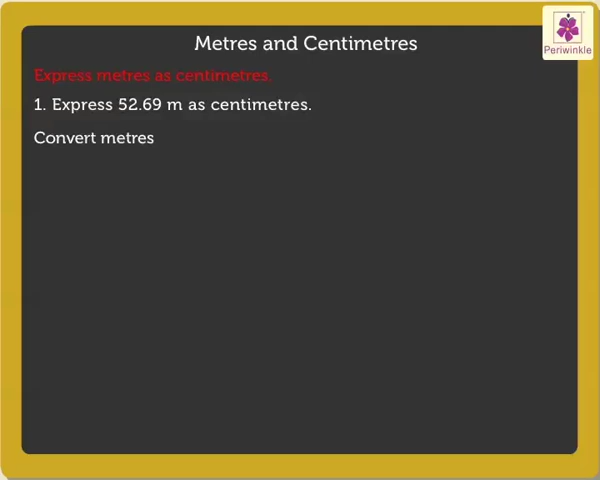 Metres and Centimetres
Periwinkle
Express metres as centimetres.
1. Express 52.69 m as centimetres.
Convert metres